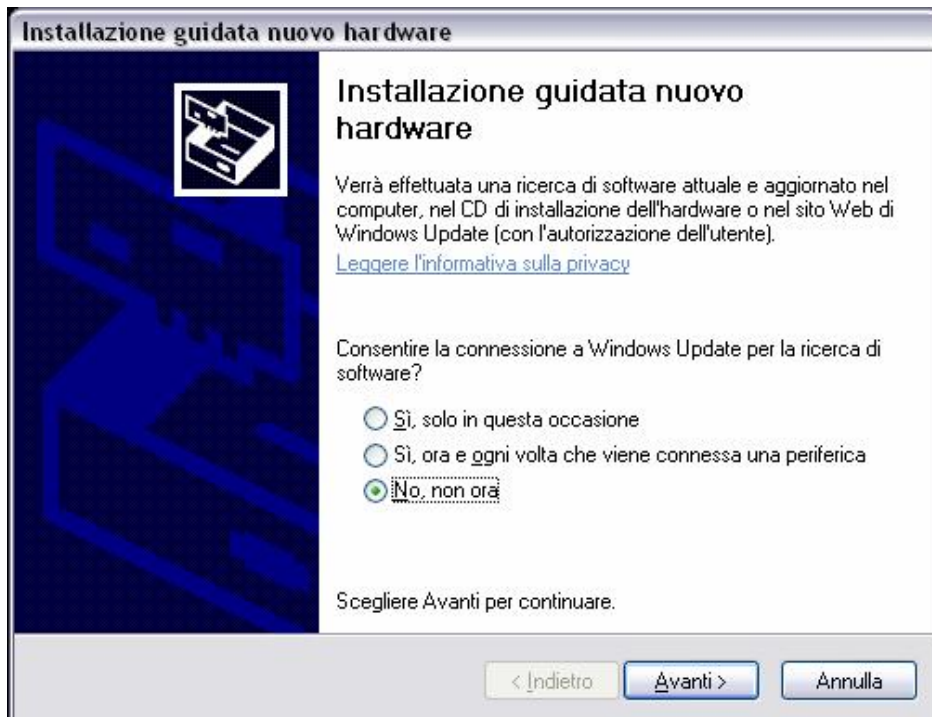 Installazione guidata nuovo hardware
Installazione guidata nuovo
hardware
Verrà effettuata una ricerca di software attuale e aggiornato nel
computer, nel CD di installazione dell'hardware o nel sito Web di
Windows Update (con l'autorizzazione dell'utente).
Leggere l'informativa sulla privacy
Consentire la connessione a Windows Update per la ricerca di
software?
Sì, solo in questa occasione
Sì, ora e ogni volta che viene connessa una periferica
No, non ora
Scegliere Avanti per continuare.
< Indietro Avanti > Annulla